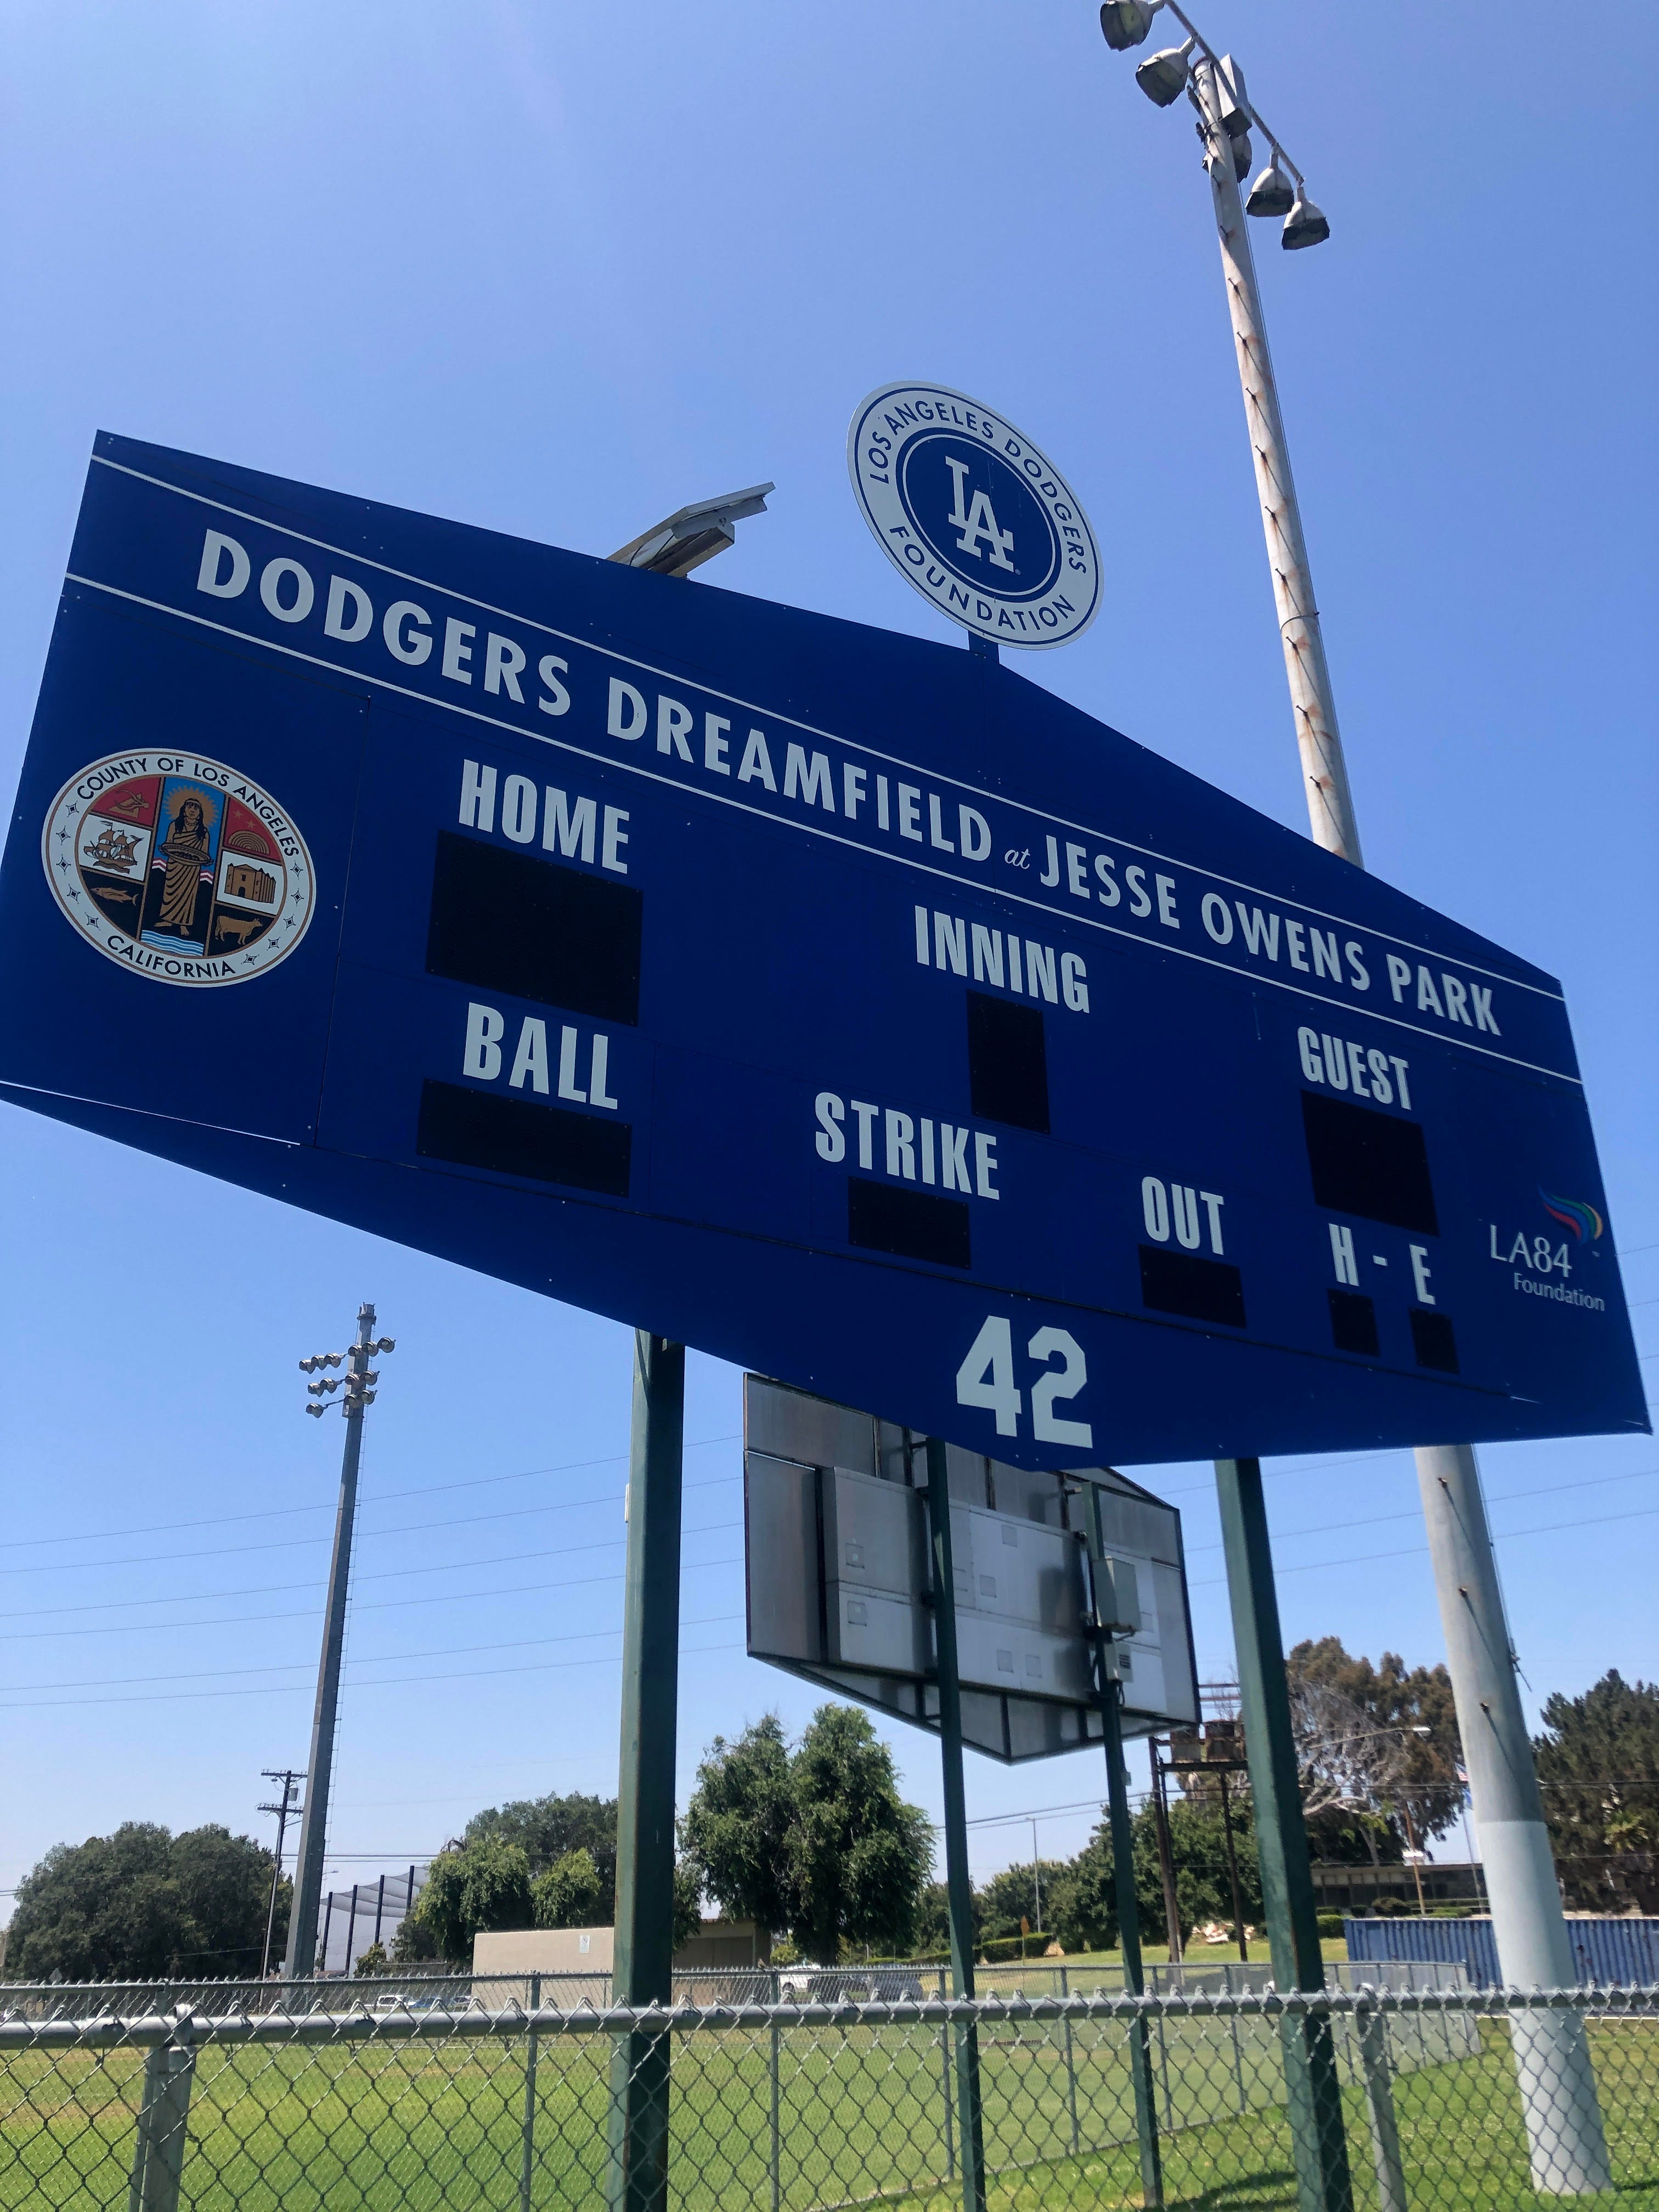 LOS ANGELES DODGERS
LA
FOUNDATION
DODGERS DREAMFIELD at JESSE OWENS PARK
COUNTY OF LOS ANGELES
CALIFORNIA
HOME
INNING
GUEST
BALL
STRIKE
OUT
H - E
LA84
Foundation
42